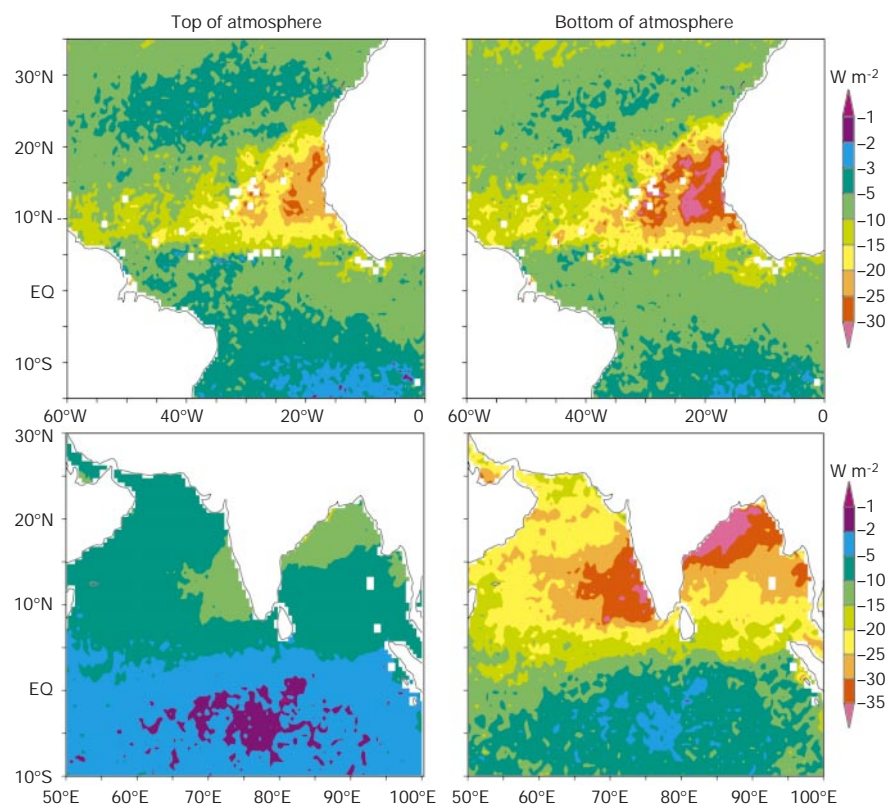 Top of atmosphere
Bottom of atmosphere
W m-2
30°N
20°N
10°N
EQ
10°S
–1
–2
–3
–5
–10
–15
–20
–25
–30
60°W 40°W 20°W 0
60°W 40°W 20°W 0
30°N
20°N
10°N
EQ
10°S
W m-2
–1
–2
–5
–10
–15
–20
–25
–30
–35
50°E 60°E 70°E 80°E 90°E 100°E
50°E 60°E 70°E 80°E 90°E 100°E